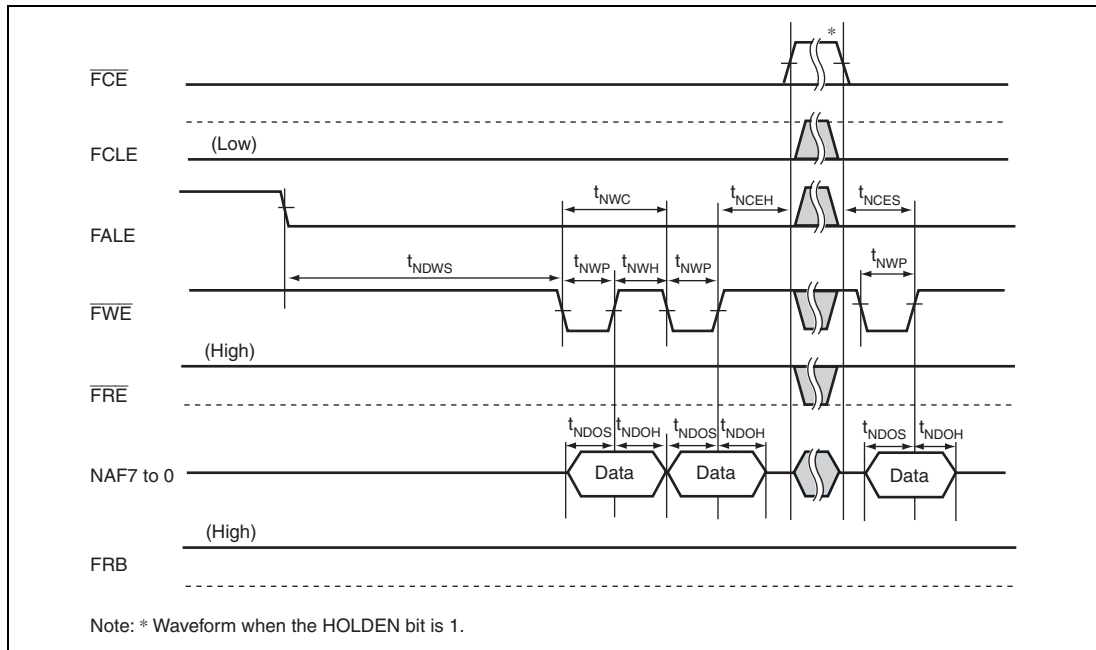 *
FCE
FCLE
(Low)
tNWC
tNCEH
tNCES
FALE
tNDWS
tNWP
tNWH
tNWP
tNWP
FWE
(High)
FRE
tNDOS
tNDOH
tNDOS
tNDOH
tNDOS
tNDOH
NAF7 to 0
Data
Data
Data
(High)
FRB
Note: * Waveform when the HOLDEN bit is 1.